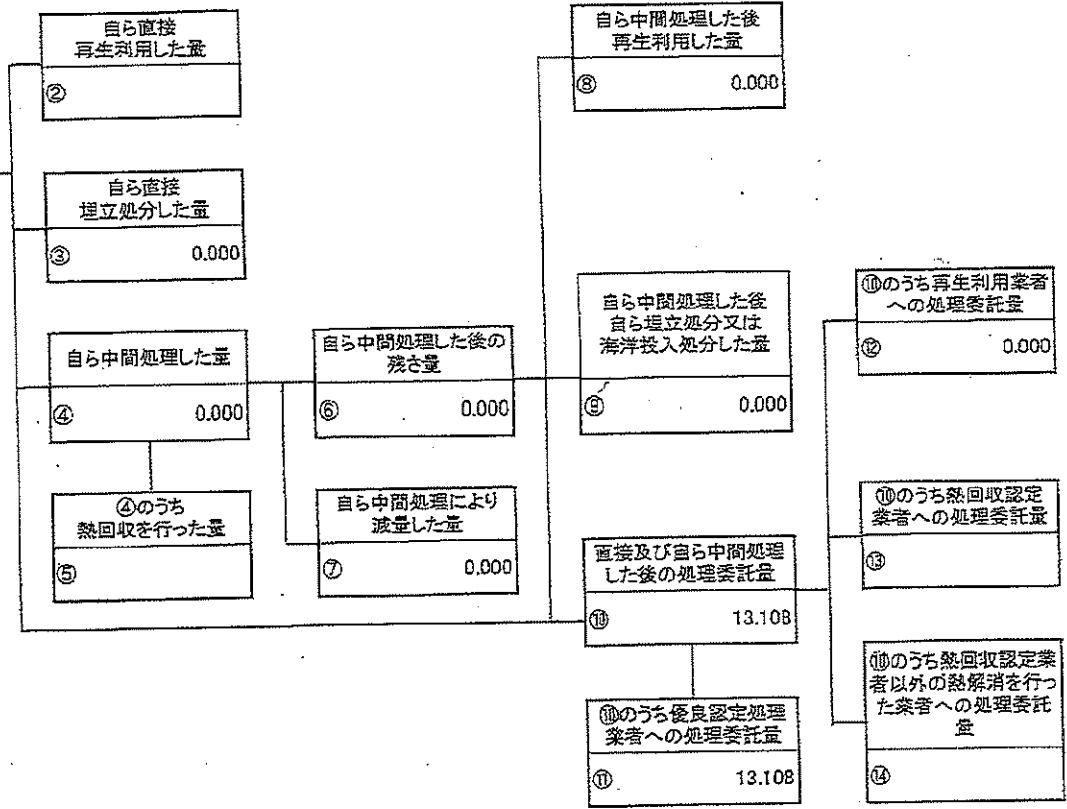 自ら直接
再生利用した量
②
自ら直接
埋立処分した量
③ 0.000
自ら中間処理した量
④ 0.000
④のうち
熱回収を行った量
⑤
自ら中間処理した後の
残さ量
⑥ 0.000
自ら中間処理により
減量した量
⑦ 0.000
自ら中間処理した後
再生利用した量
⑧ 0.000
自ら中間処理した後
自ら埋立処分又は
海洋投入処分した量
⑨ 0.000
直接及び自ら中間処理
した後の処理委託量
⑩ 13.108
⑩のうち優良認定処理
業者への処理委託量
⑪ 13.108
⑩のうち再生利用業者
への処理委託量
⑫ 0.000
⑩のうち熱回収認定
業者への処理委託量
⑬
⑩のうち熱回収認定業
者以外の熱解消を行っ
た業者への処理委託
量
⑭